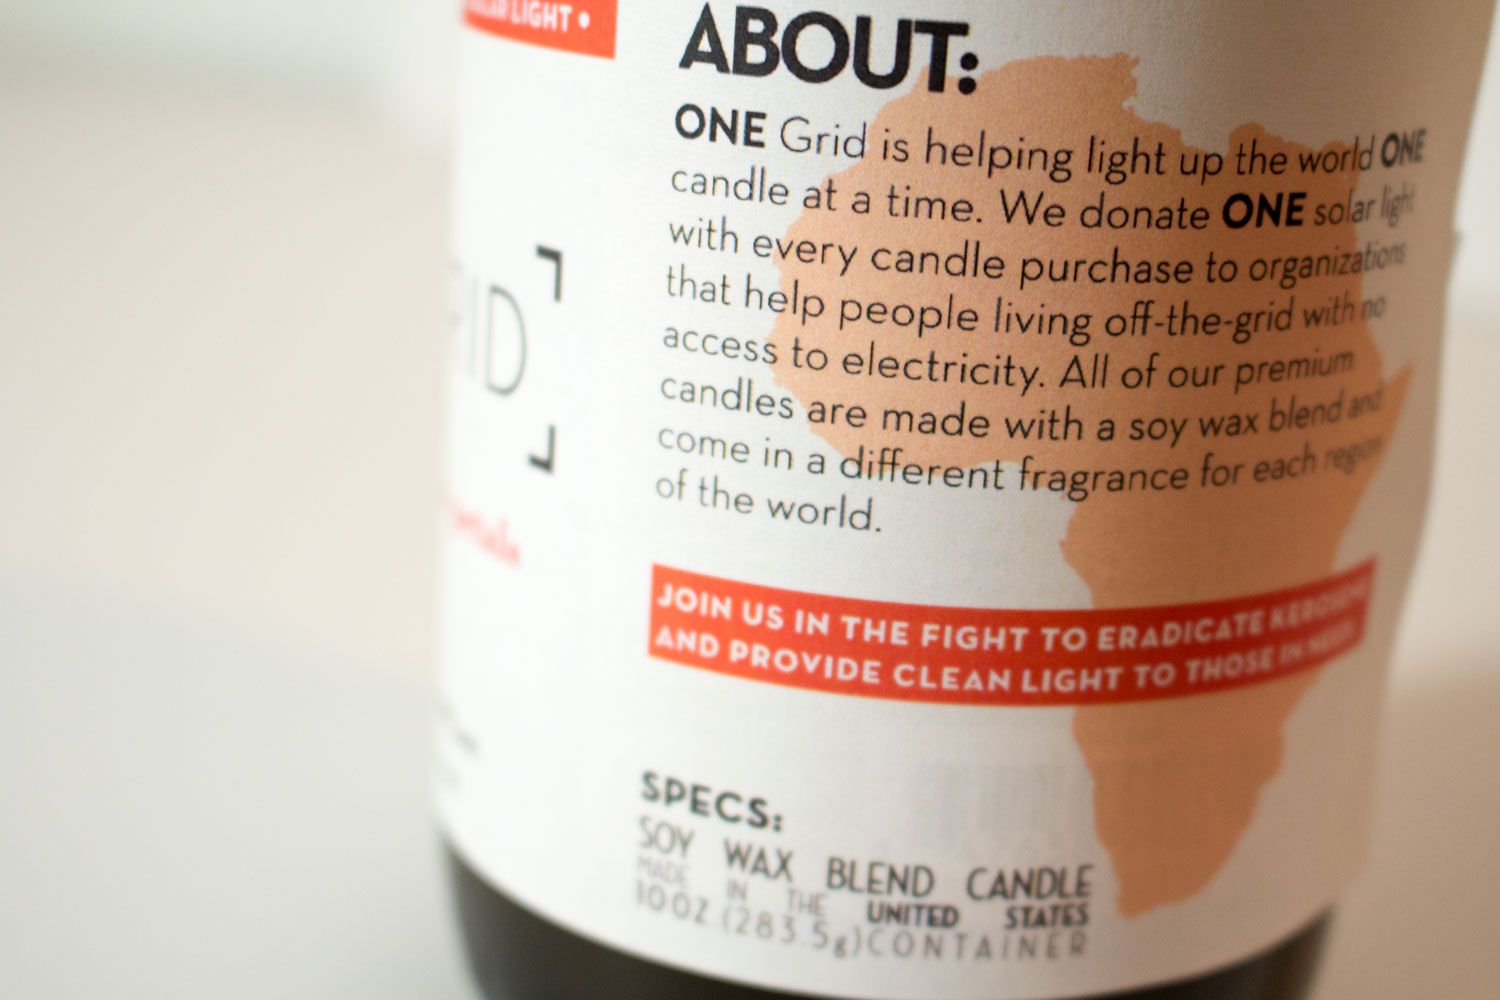 LAR LIGHT •
RID
ABOUT:
ONE Grid is helping light up the world ONE
candle at a time. We donate ONE solar light
with every candle purchase to organizations
that help people living off-the-grid with no
access to electricity. All of our premium
candles are made with a soy wax blend and
come in a different fragrance for each region
of the world.
JOIN US IN THE FIGHT TO ERADICATE KEROSENE
AND PROVIDE CLEAN LIGHT TO THOSE IN NEED
SPECS:
SOY WAX BLEND CANDLE
MADE IN THE UNITED STATES
10 OZ. (283.5g) CONTAINER